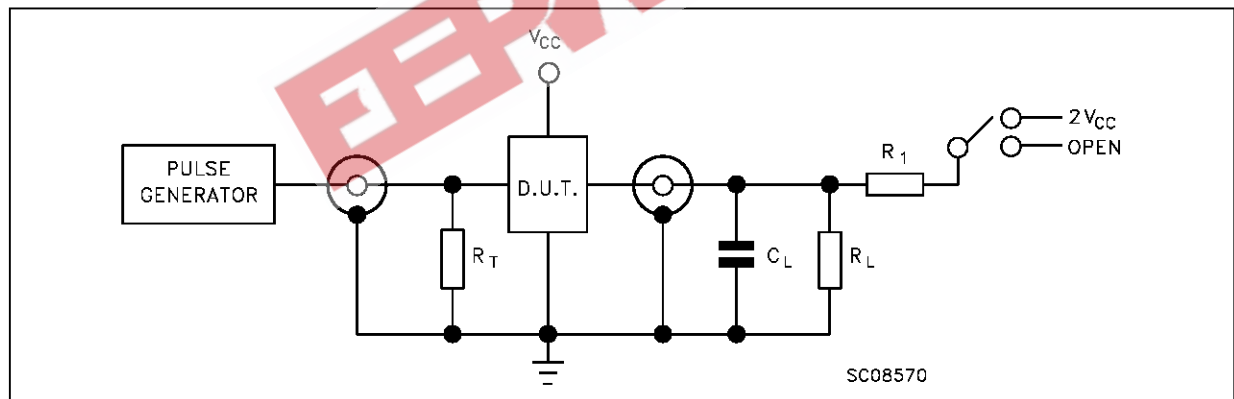 VCC
2VCC
OPEN
R1
PULSE
GENERATOR
D.U.T.
RT
CL
RL
SC08570